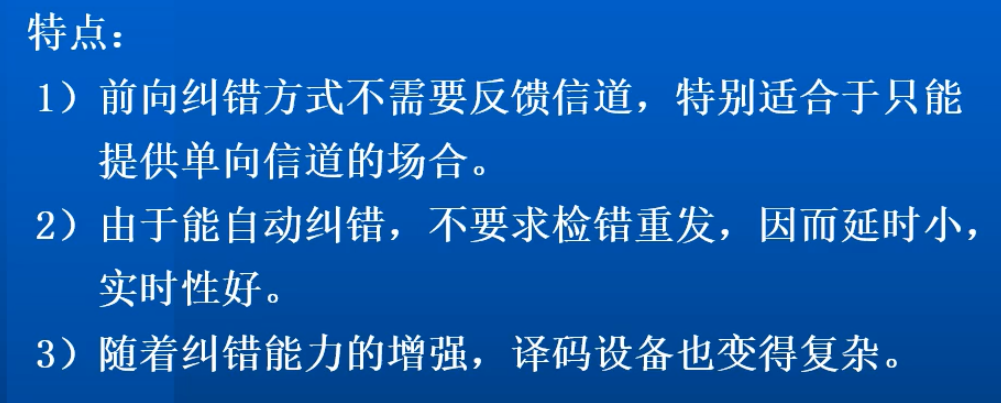 特点：
1）前向纠错方式不需要反馈信道，特别适合于只能
提供单向信道的场合。
2）由于能自动纠错，不要求检错重发，因而延时小，
实时性好。
3）随着纠错能力的增强，译码设备也变得复杂。